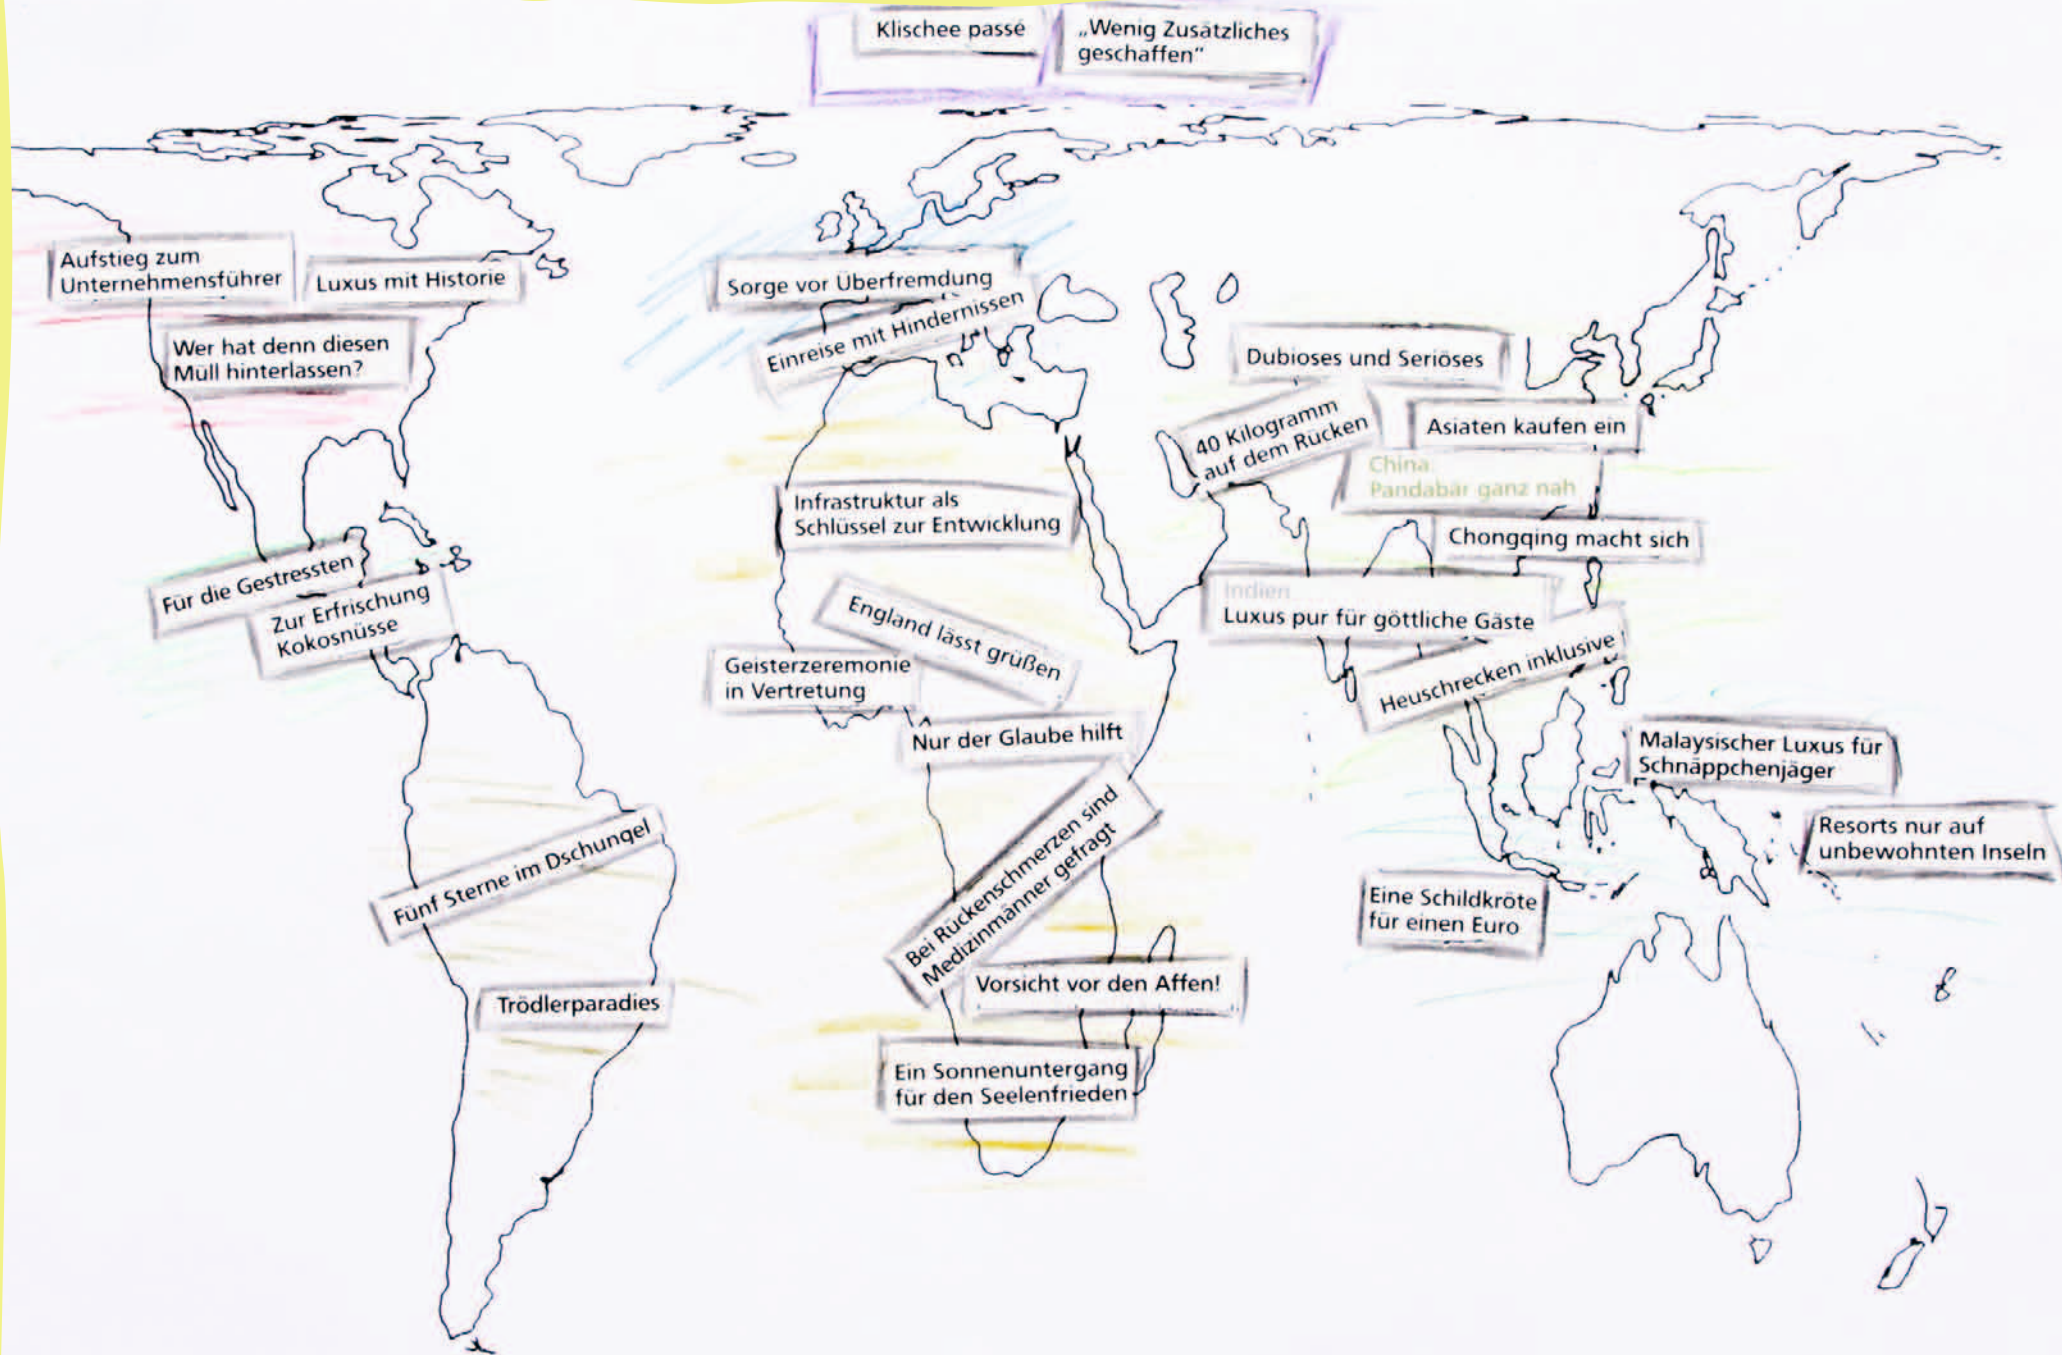 Klischee passé
„Wenig Zusätzliches
geschaffen“
Aufstieg zum
Unternehmensführer
Luxus mit Historie
Wer hat denn diesen
Müll hinterlassen?
Sorge vor Überfremdung
Einreise mit Hindernissen
Dubioses und Seriöses
40 Kilogramm
auf dem Rücken
Asiaten kaufen ein
China
Pandabär ganz nah
Infrastruktur als
Schlüssel zur Entwicklung
Chongqing macht sich
Für die Gestressten
Zur Erfrischung
Kokosnüsse
England lässt grüßen
Indien
Luxus pur für göttliche Gäste
Geisterzeremonie
in Vertretung
Heuschrecken inklusive
Nur der Glaube hilft
Malaysischer Luxus für
Schnäppchenjäger
Fünf Sterne im Dschungel
Bei Rückenschmerzen sind
Medizinmänner gefragt
Resorts nur auf
unbewohnten Inseln
Eine Schildkröte
für einen Euro
Trödlerparadies
Vorsicht vor den Affen!
Ein Sonnenuntergang
für den Seelenfrieden